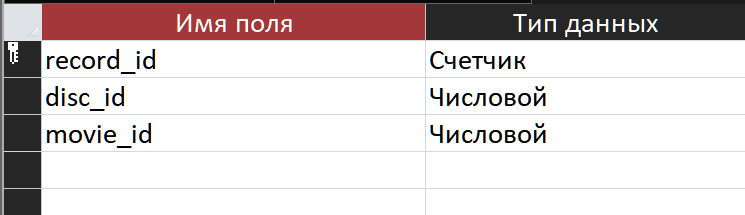 Имя поля Тип данных
record_id Счетчик
disc_id Числовой
movie_id Числовой